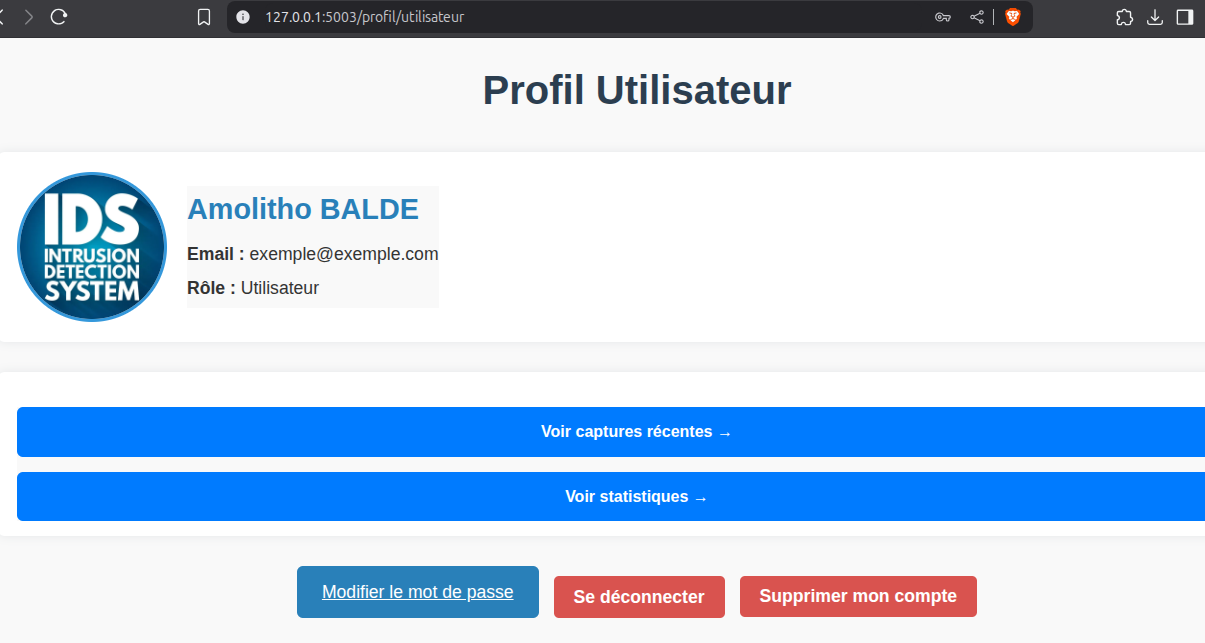 127.0.0.1:5003/profil/utilisateur
Profil Utilisateur
IDS
INTRUSION
DETECTION
SYSTEM
Amolitho BALDE
Email : exemple@exemple.com
Rôle : Utilisateur
Voir captures récentes →
Voir statistiques →
Modifier le mot de passe
Se déconnecter
Supprimer mon compte